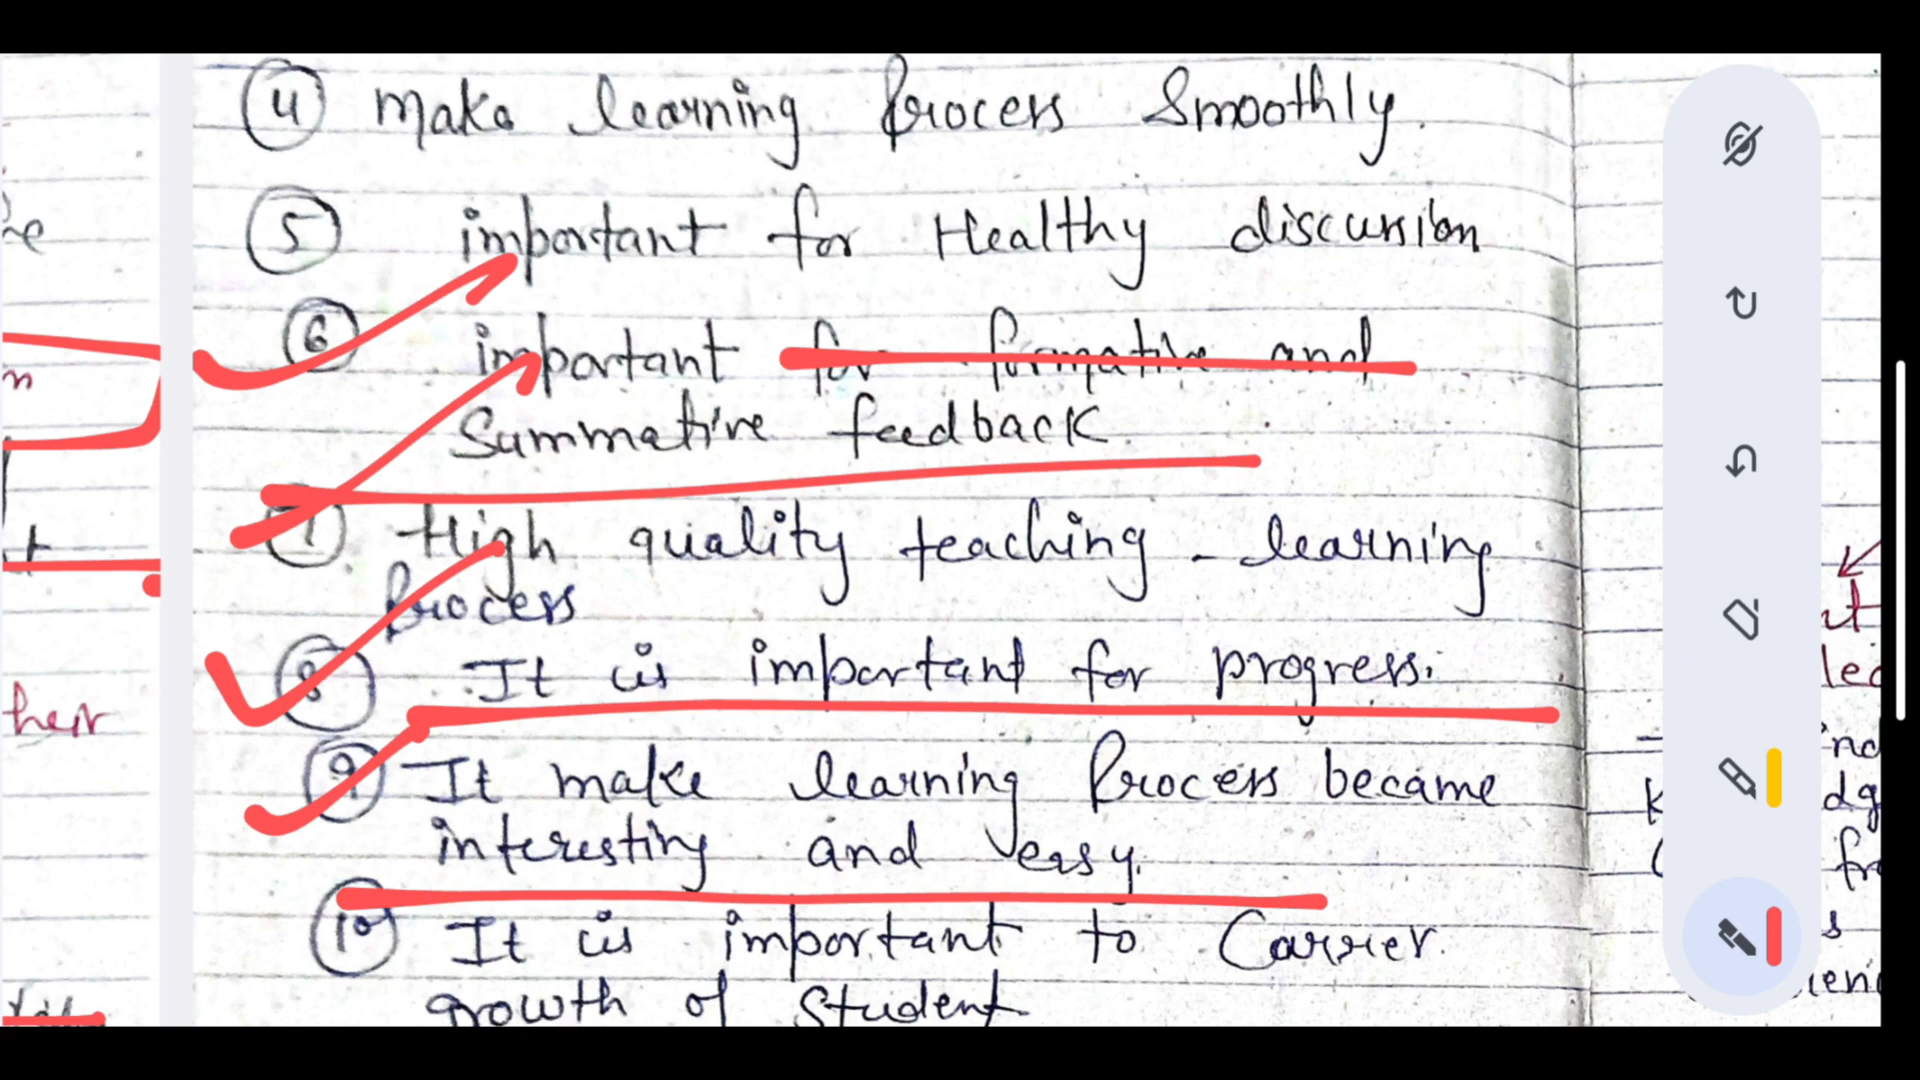 ④ make learning process smoothly.
⑤ important for Healthy discussion
⑥ important for formative and
Summative feedback.
⑦ High quality teaching - learning
process
⑧ It is important for progress.
⑨ It make learning process became
interesting and easy.
⑩ It is important to Carrier
growth of Student